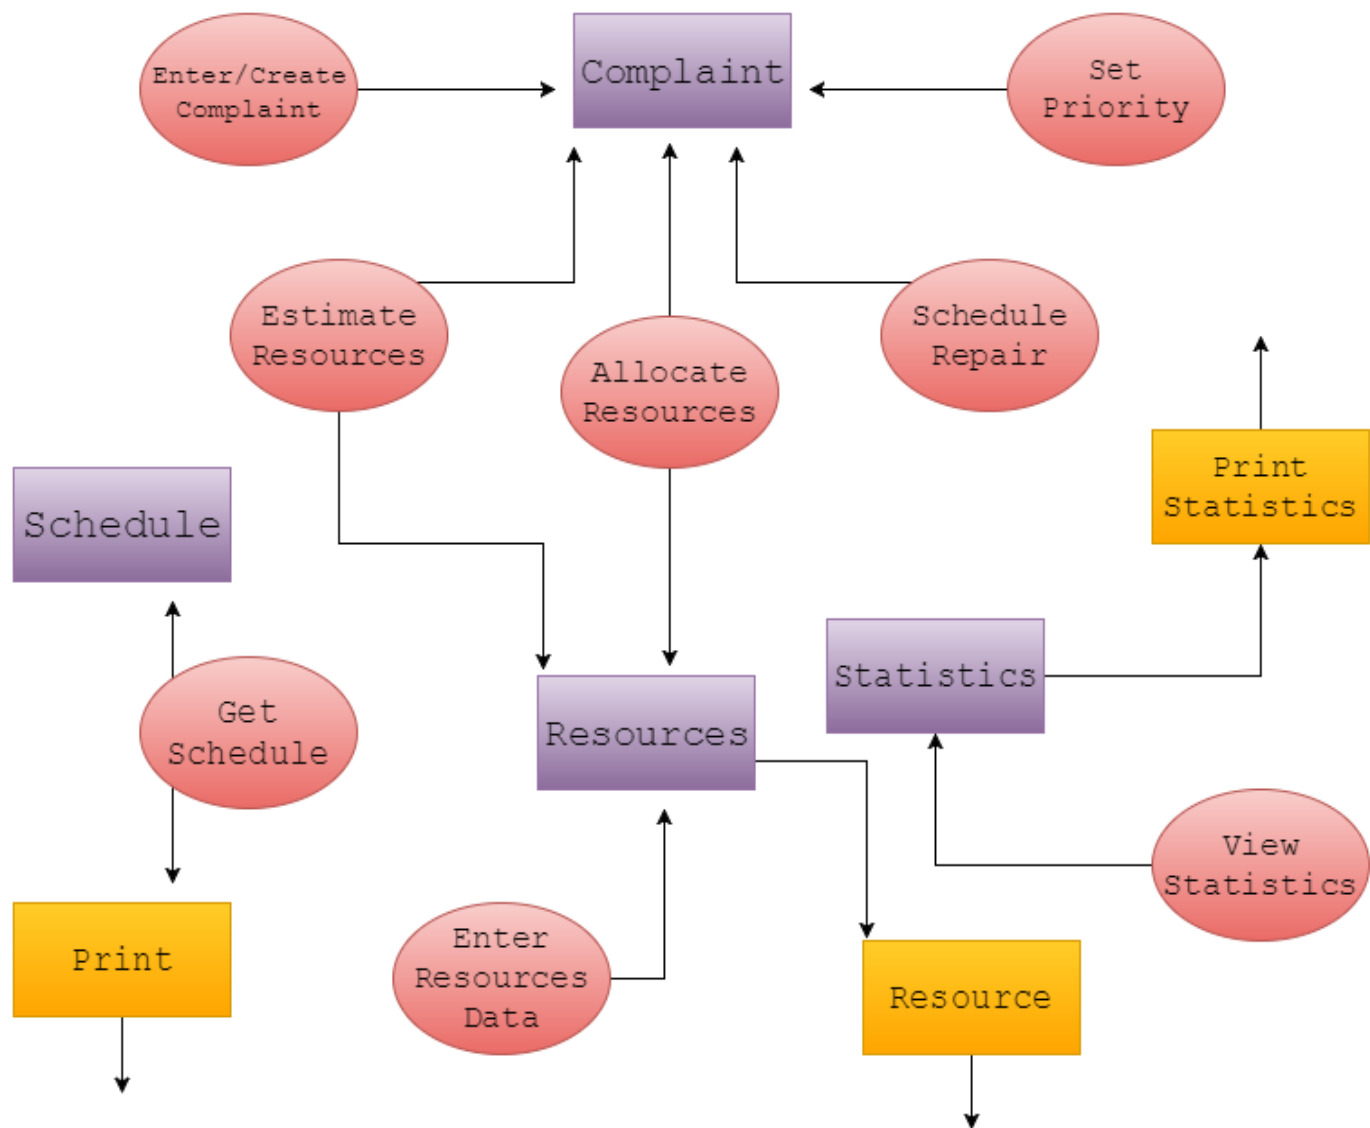 Enter/Create
Complaint
Complaint
Set
Priority
Estimate
Resources
Allocate
Resources
Schedule
Repair
Print
Statistics
Schedule
Statistics
Get
Schedule
Resources
View
Statistics
Print
Enter
Resources
Data
Resource